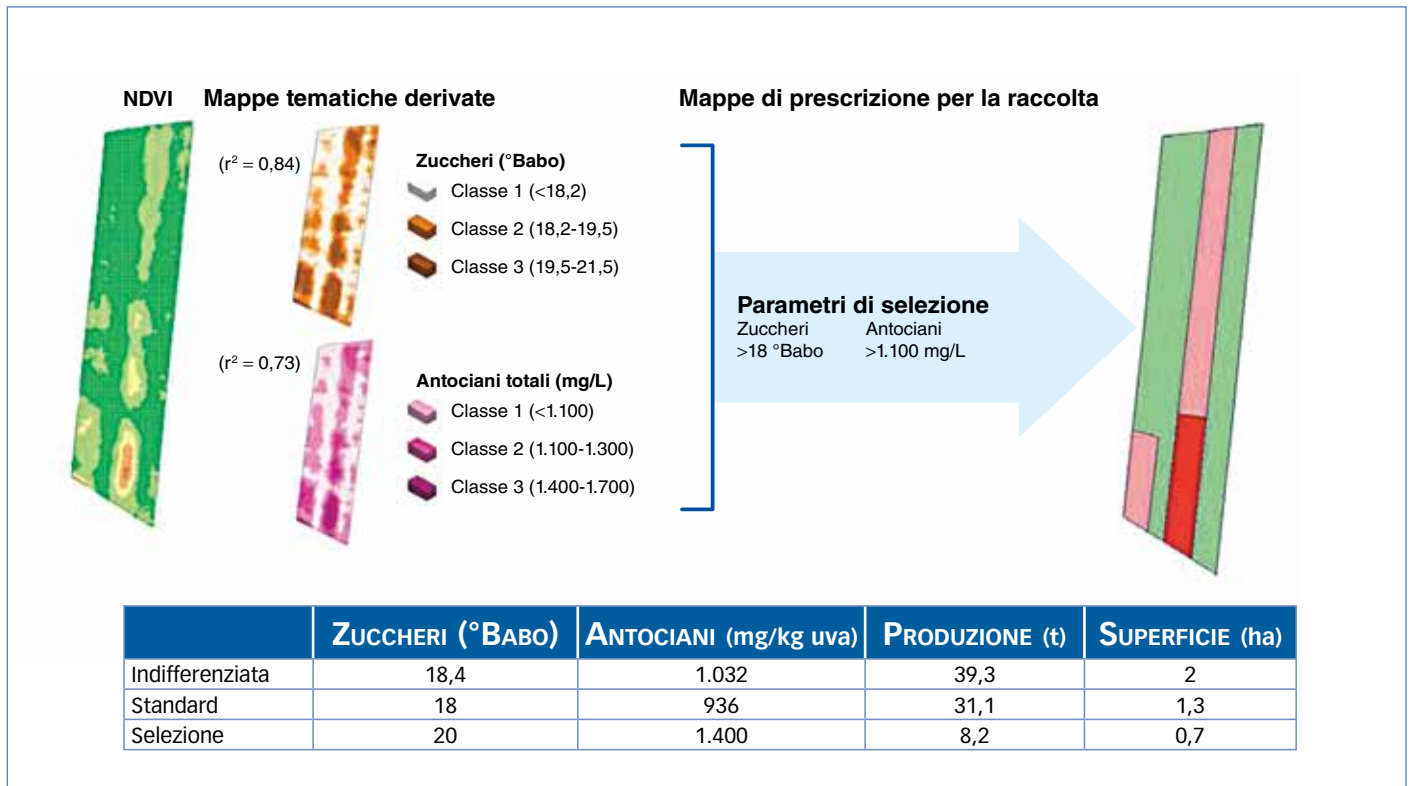 NDVI
Mappe tematiche derivate
Mappe di prescrizione per la raccolta
(r² = 0,84)
Zuccheri (°Babo)
Classe 1 (<18,2)
Classe 2 (18,2-19,5)
Classe 3 (19,5-21,5)
(r² = 0,73)
Antociani totali (mg/L)
Classe 1 (<1.100)
Classe 2 (1.100-1.300)
Classe 3 (1.400-1.700)
Parametri di selezione
Zuccheri Antociani
>18 °Babo >1.100 mg/L
ZUCCHERI (°BABO) ANTOCIANI (mg/kg uva) PRODUZIONE (t) SUPERFICIE (ha)
Indifferenziata 18,4 1.032 39,3 2
Standard 18 936 31,1 1,3
Selezione 20 1.400 8,2 0,7